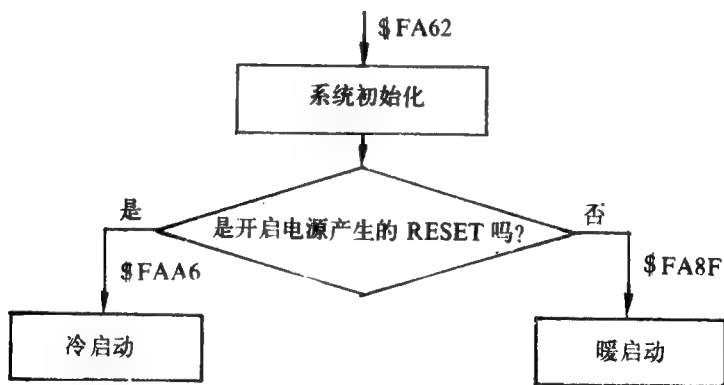 $FA62
系统初始化
是开启电源产生的 RESET 吗?
是
否
$FAA6
$FA8F
冷启动
暖启动